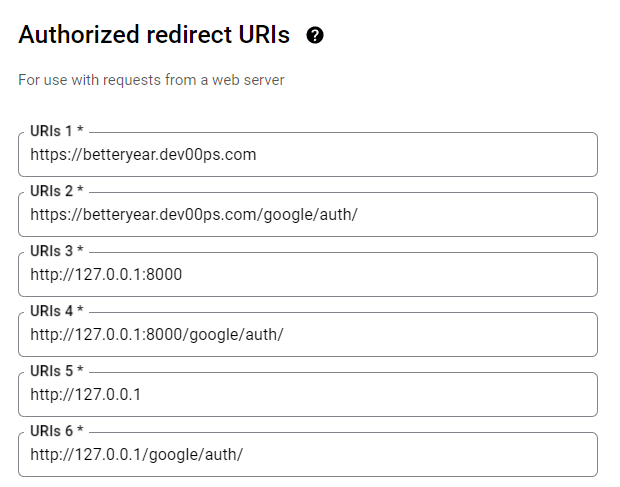 Authorized redirect URIs ?
For use with requests from a web server
URIs 1 *
https://betteryear.dev00ps.com
URIs 2 *
https://betteryear.dev00ps.com/google/auth/
URIs 3 *
http://127.0.0.1:8000
URIs 4 *
http://127.0.0.1:8000/google/auth/
URIs 5 *
http://127.0.0.1
URIs 6 *
http://127.0.0.1/google/auth/